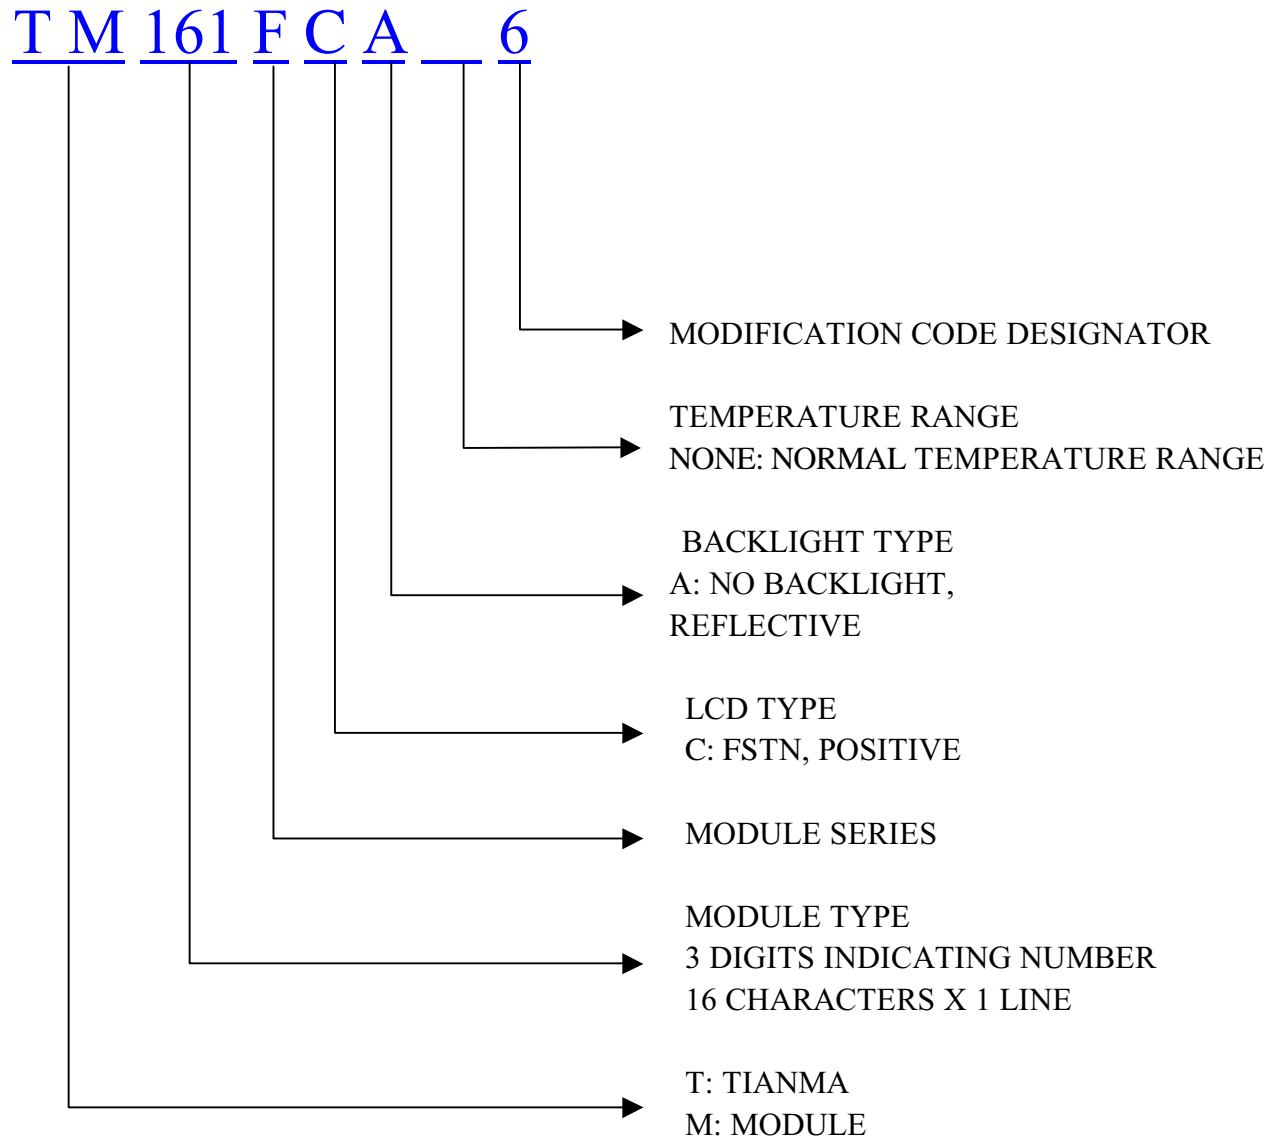 TM 161 F C A 6
MODIFICATION CODE DESIGNATOR
TEMPERATURE RANGE
NONE: NORMAL TEMPERATURE RANGE
BACKLIGHT TYPE
A: NO BACKLIGHT,
REFLECTIVE
LCD TYPE
C: FSTN, POSITIVE
MODULE SERIES
MODULE TYPE
3 DIGITS INDICATING NUMBER
16 CHARACTERS X 1 LINE
T: TIANMA
M: MODULE